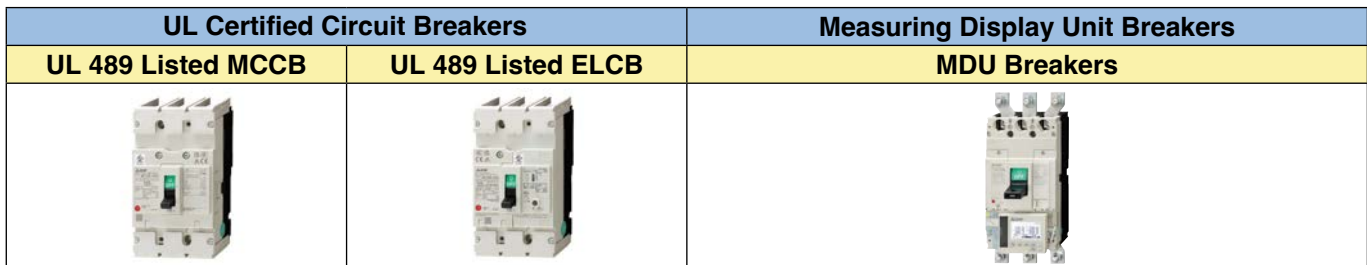 UL Certified Circuit Breakers
Measuring Display Unit Breakers
UL 489 Listed MCCB
UL 489 Listed ELCB
MDU Breakers